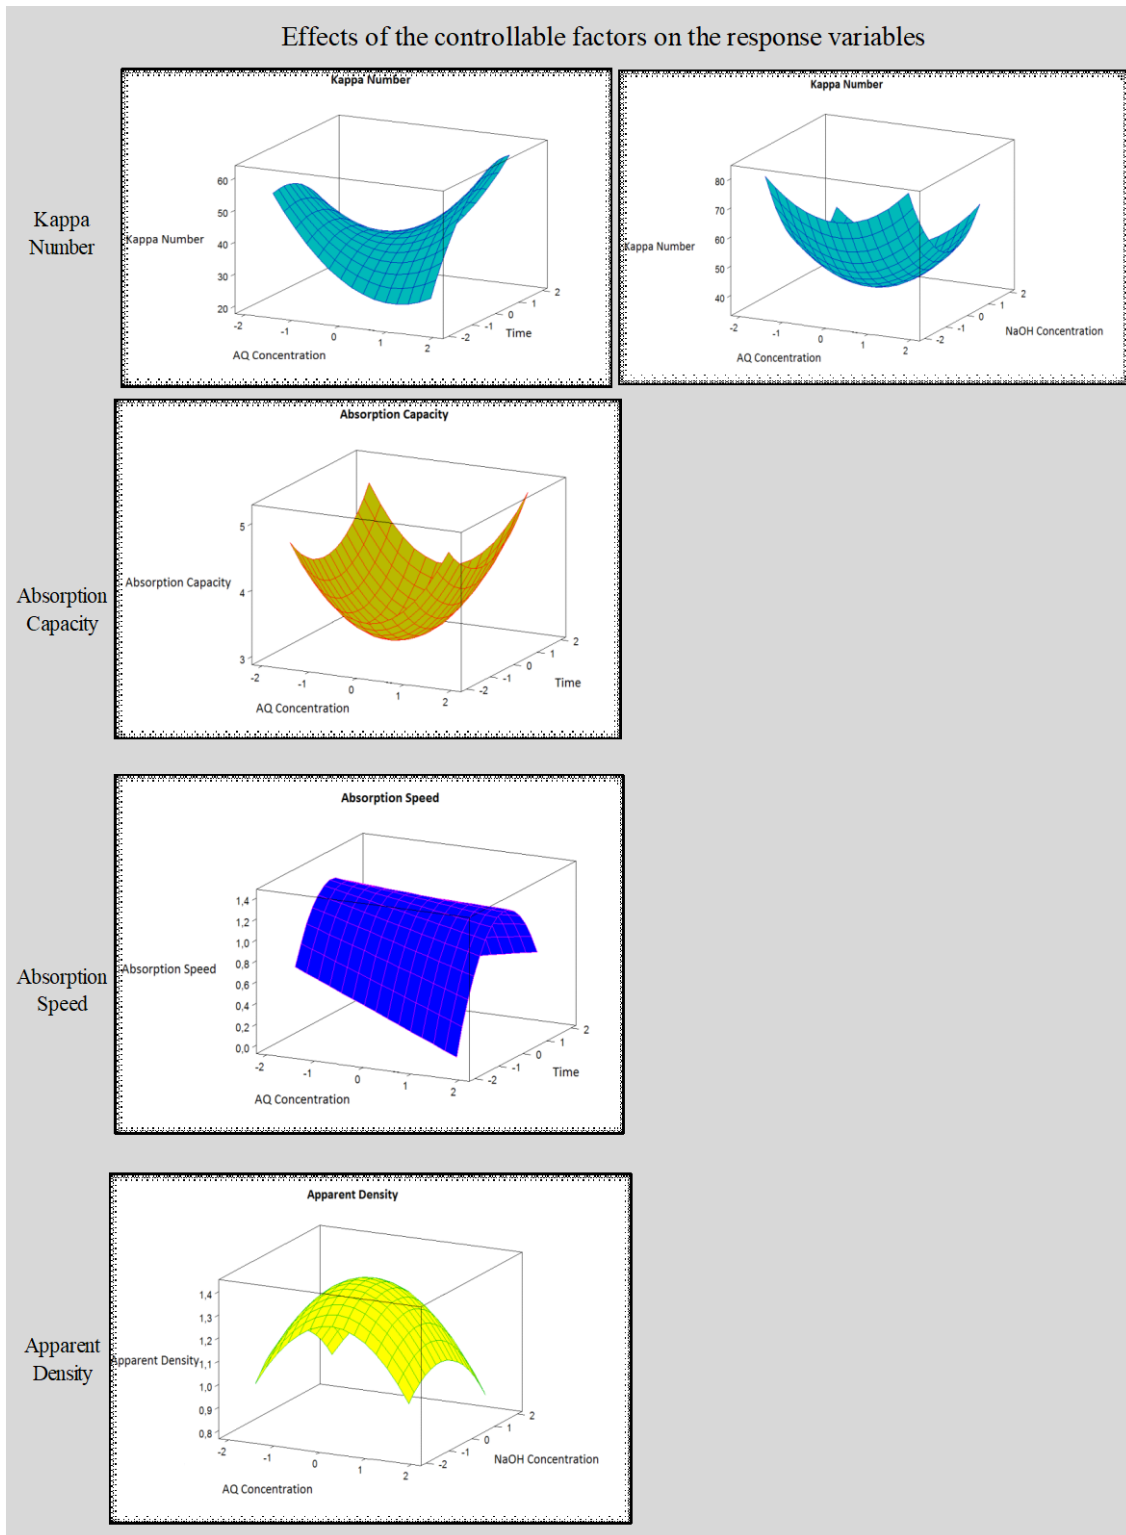 Effects of the controllable factors on the response variables
Kappa
Number
Kappa Number
60
50
40
30
20
Kappa Number
-2
-1
0
1
2
AQ Concentration
-2
-1
0
1
2
Time
Kappa Number
80
70
60
50
40
Kappa Number
-2
-1
0
1
2
AQ Concentration
-2
-1
0
1
2
NaOH Concentration
Absorption
Capacity
Absorption Capacity
5
4
3
Absorption Capacity
-2
-1
0
1
2
AQ Concentration
-2
-1
0
1
2
Time
Absorption
Speed
Absorption Speed
1,4
1,2
1,0
0,8
0,6
0,4
0,2
0,0
Absorption Speed
-2
-1
0
1
2
AQ Concentration
-2
-1
0
1
2
Time
Apparent
Density
Apparent Density
1,4
1,3
1,2
1,1
1,0
0,9
0,8
Apparent Density
-2
-1
0
1
2
AQ Concentration
-2
-1
0
1
2
NaOH Concentration